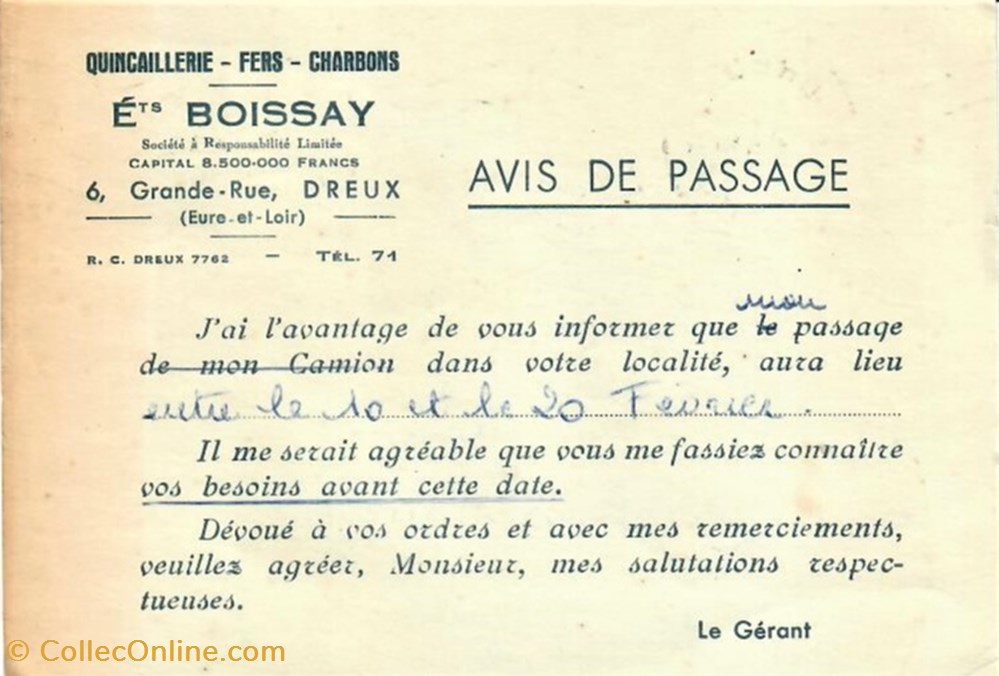 QUINCAILLERIE - FERS - CHARBONS
Éts BOISSAY
Société à Responsabilité Limitée
CAPITAL 8.500.000 FRANCS
6, Grande-Rue, DREUX
(Eure-et-Loir)
R. C. DREUX 7762 - TÉL. 71
AVIS DE PASSAGE
mon
J'ai l'avantage de vous informer que le passage
de mon Camion dans votre localité, aura lieu
entre le 10 et le 20 Février.
Il me serait agréable que vous me fassiez connaître
vos besoins avant cette date.
Dévoué à vos ordres et avec mes remerciements,
veuillez agréer, Monsieur, mes salutations respec-
tueuses.
Le Gérant
© CollecOnline.com